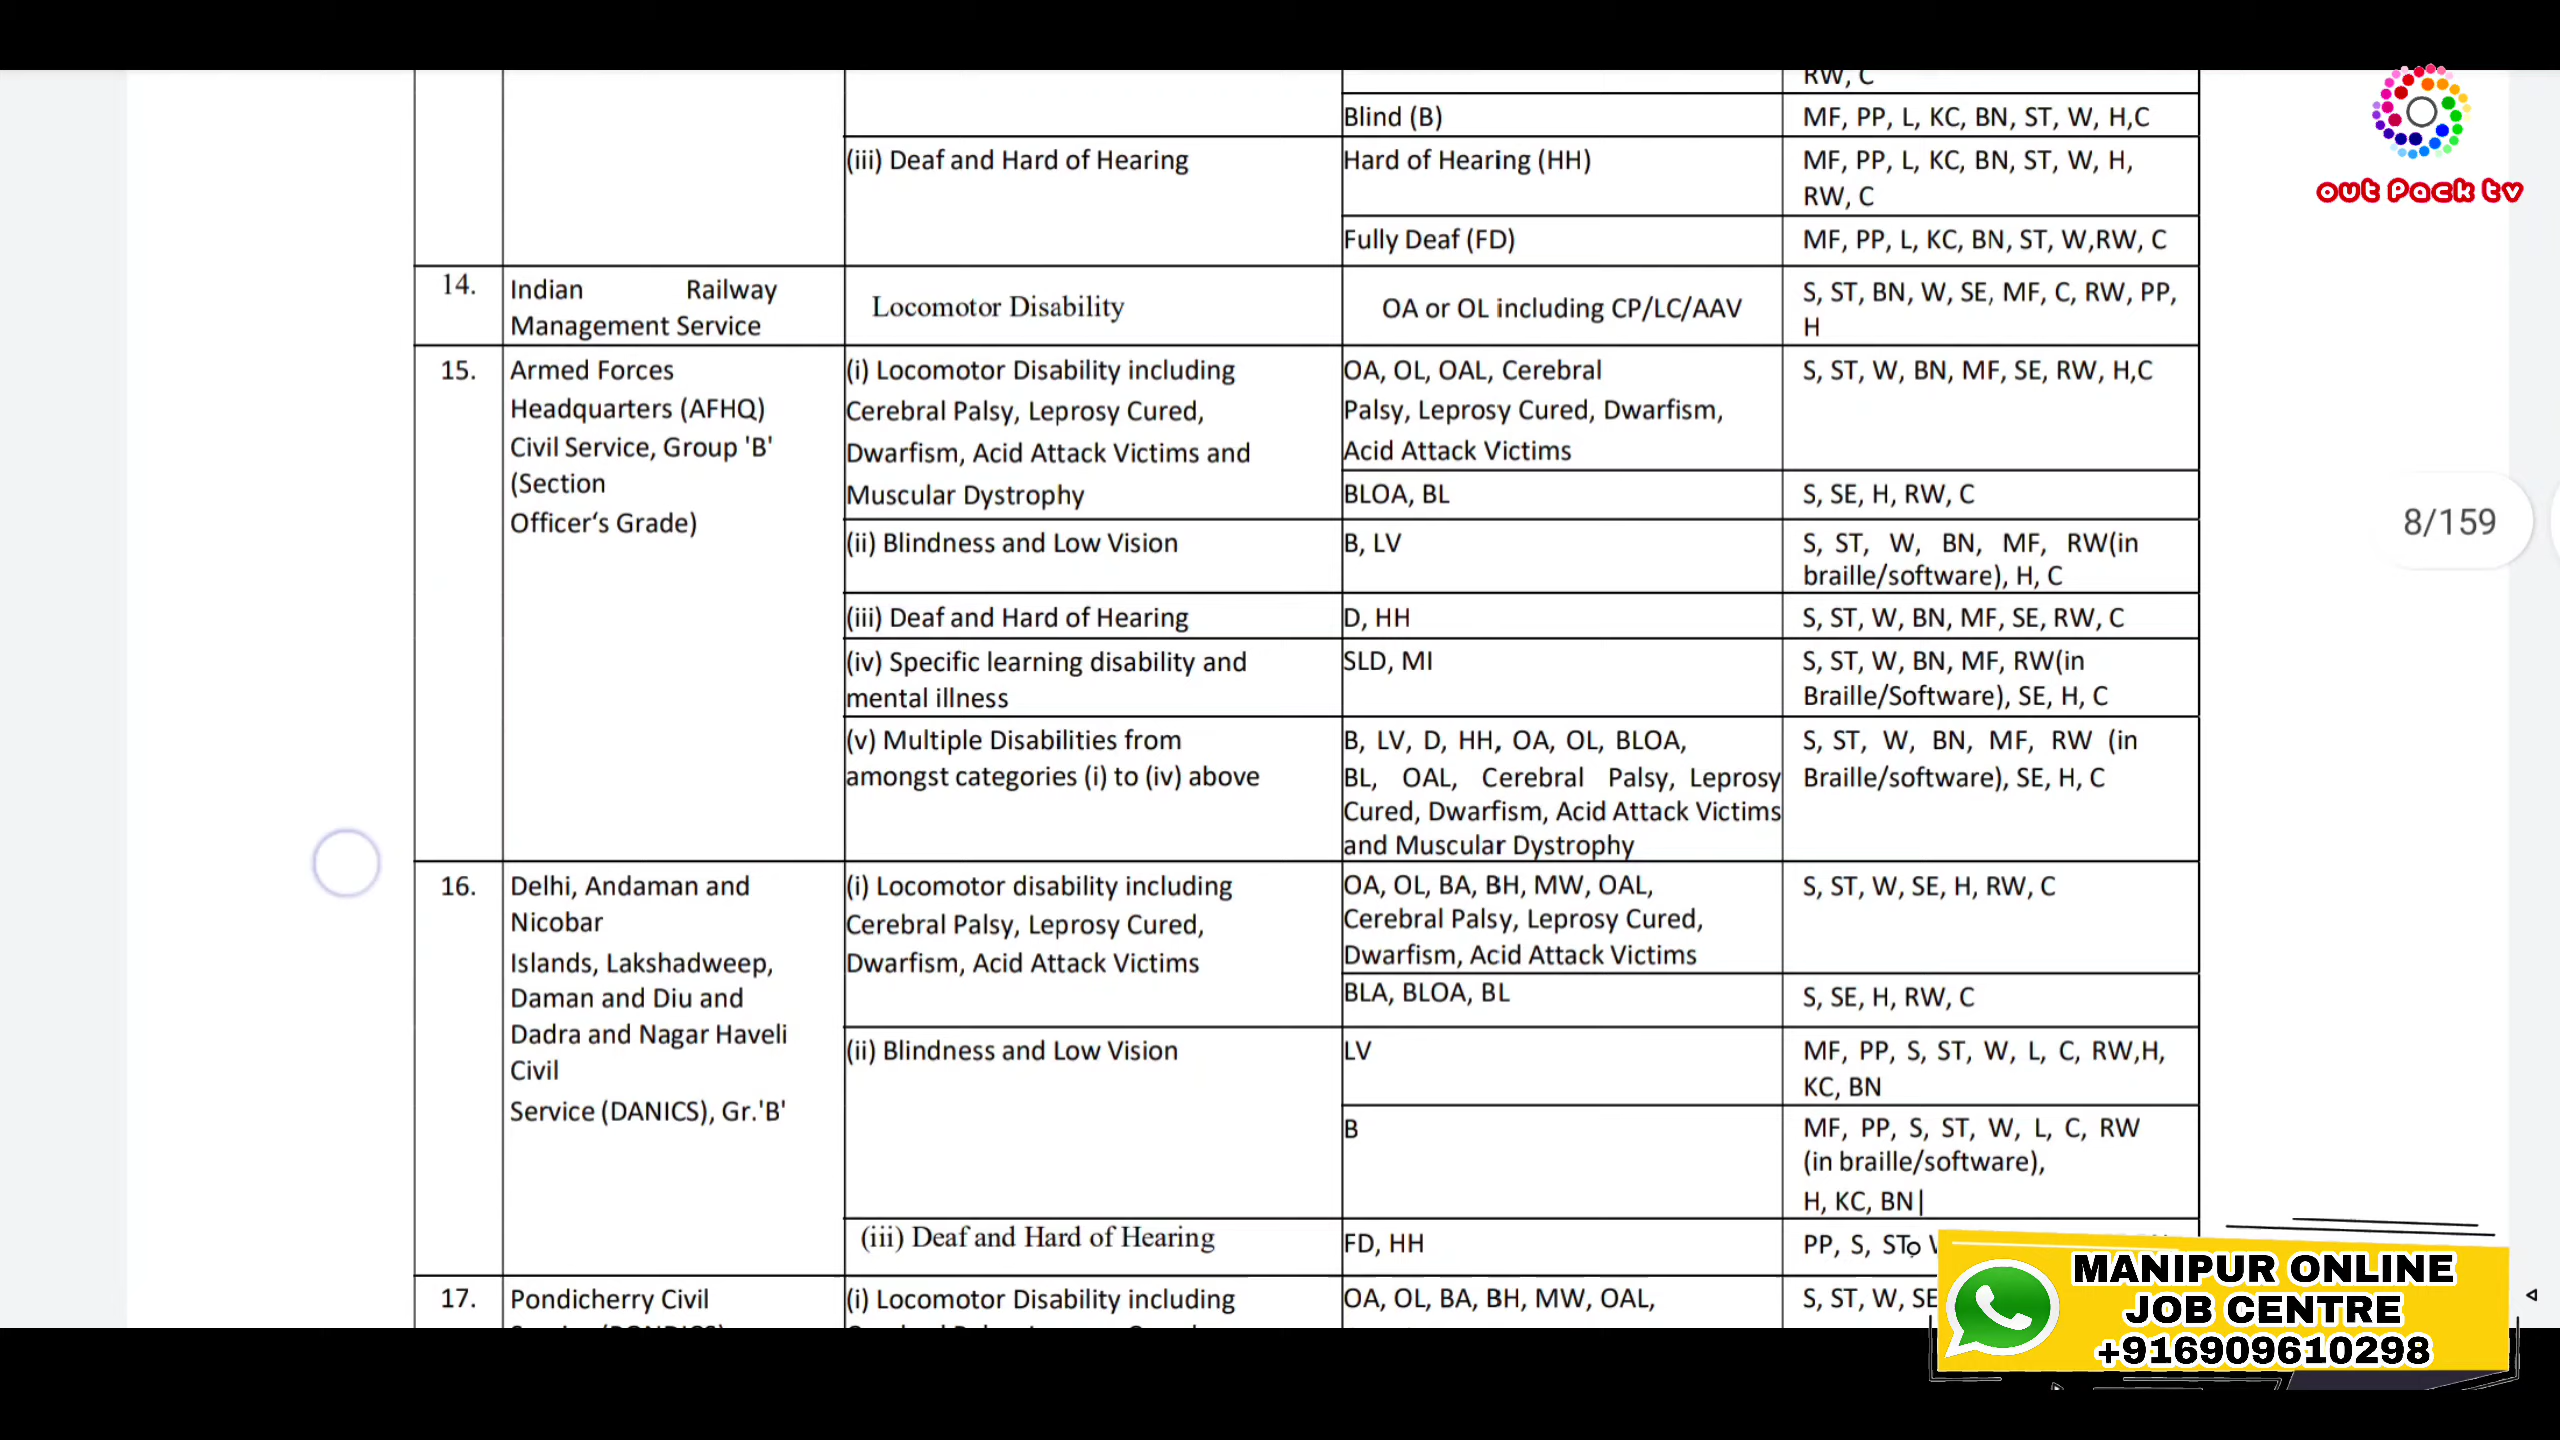 RW, C
Blind (B) MF, PP, L, KC, BN, ST, W, H,C
(iii) Deaf and Hard of Hearing Hard of Hearing (HH) MF, PP, L, KC, BN, ST, W, H,
RW, C
Fully Deaf (FD) MF, PP, L, KC, BN, ST, W,RW, C
14. Indian Railway
Management Service
Locomotor Disability
OA or OL including CP/LC/AAV
S, ST, BN, W, SE, MF, C, RW, PP,
H
15. Armed Forces
Headquarters (AFHQ)
Civil Service, Group 'B'
(Section
Officer‘s Grade)
(i) Locomotor Disability including
Cerebral Palsy, Leprosy Cured,
Dwarfism, Acid Attack Victims and
Muscular Dystrophy
OA, OL, OAL, Cerebral
Palsy, Leprosy Cured, Dwarfism,
Acid Attack Victims
S, ST, W, BN, MF, SE, RW, H,C
BLOA, BL S, SE, H, RW, C
(ii) Blindness and Low Vision B, LV S, ST, W, BN, MF, RW(in
braille/software), H, C
(iii) Deaf and Hard of Hearing D, HH S, ST, W, BN, MF, SE, RW, C
(iv) Specific learning disability and
mental illness
SLD, MI
S, ST, W, BN, MF, RW(in
Braille/Software), SE, H, C
(v) Multiple Disabilities from
amongst categories (i) to (iv) above
B, LV, D, HH, OA, OL, BLOA,
BL, OAL, Cerebral Palsy, Leprosy
Cured, Dwarfism, Acid Attack Victims
and Muscular Dystrophy
S, ST, W, BN, MF, RW (in
Braille/software), SE, H, C
16. Delhi, Andaman and
Nicobar
Islands, Lakshadweep,
Daman and Diu and
Dadra and Nagar Haveli
Civil
Service (DANICS), Gr.'B'
(i) Locomotor disability including
Cerebral Palsy, Leprosy Cured,
Dwarfism, Acid Attack Victims
OA, OL, BA, BH, MW, OAL,
Cerebral Palsy, Leprosy Cured,
Dwarfism, Acid Attack Victims
S, ST, W, SE, H, RW, C
BLA, BLOA, BL S, SE, H, RW, C
(ii) Blindness and Low Vision LV MF, PP, S, ST, W, L, C, RW,H,
KC, BN
B MF, PP, S, ST, W, L, C, RW
(in braille/software),
H, KC, BN|
(iii) Deaf and Hard of Hearing FD, HH PP, S, ST
17. Pondicherry Civil (i) Locomotor Disability including OA, OL, BA, BH, MW, OAL, S, ST, W, SE
out Pack tv
8/159
MANIPUR ONLINE
JOB CENTRE
+916909610298